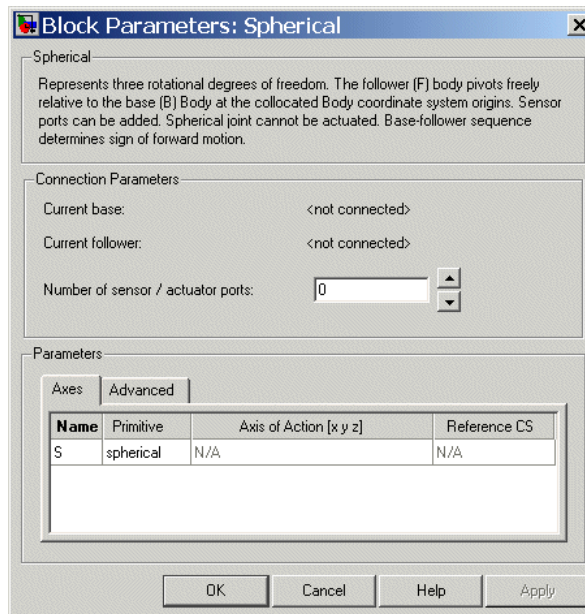 Block Parameters: Spherical
Spherical
Represents three rotational degrees of freedom. The follower (F) body pivots freely
relative to the base (B) Body at the collocated Body coordinate system origins. Sensor
ports can be added. Spherical joint cannot be actuated. Base-follower sequence
determines sign of forward motion.
Connection Parameters
Current base: <not connected>
Current follower: <not connected>
Number of sensor / actuator ports: 0
Parameters
Axes Advanced
Name Primitive Axis of Action [x y z] Reference CS
S spherical N/A N/A
OK Cancel Help Apply